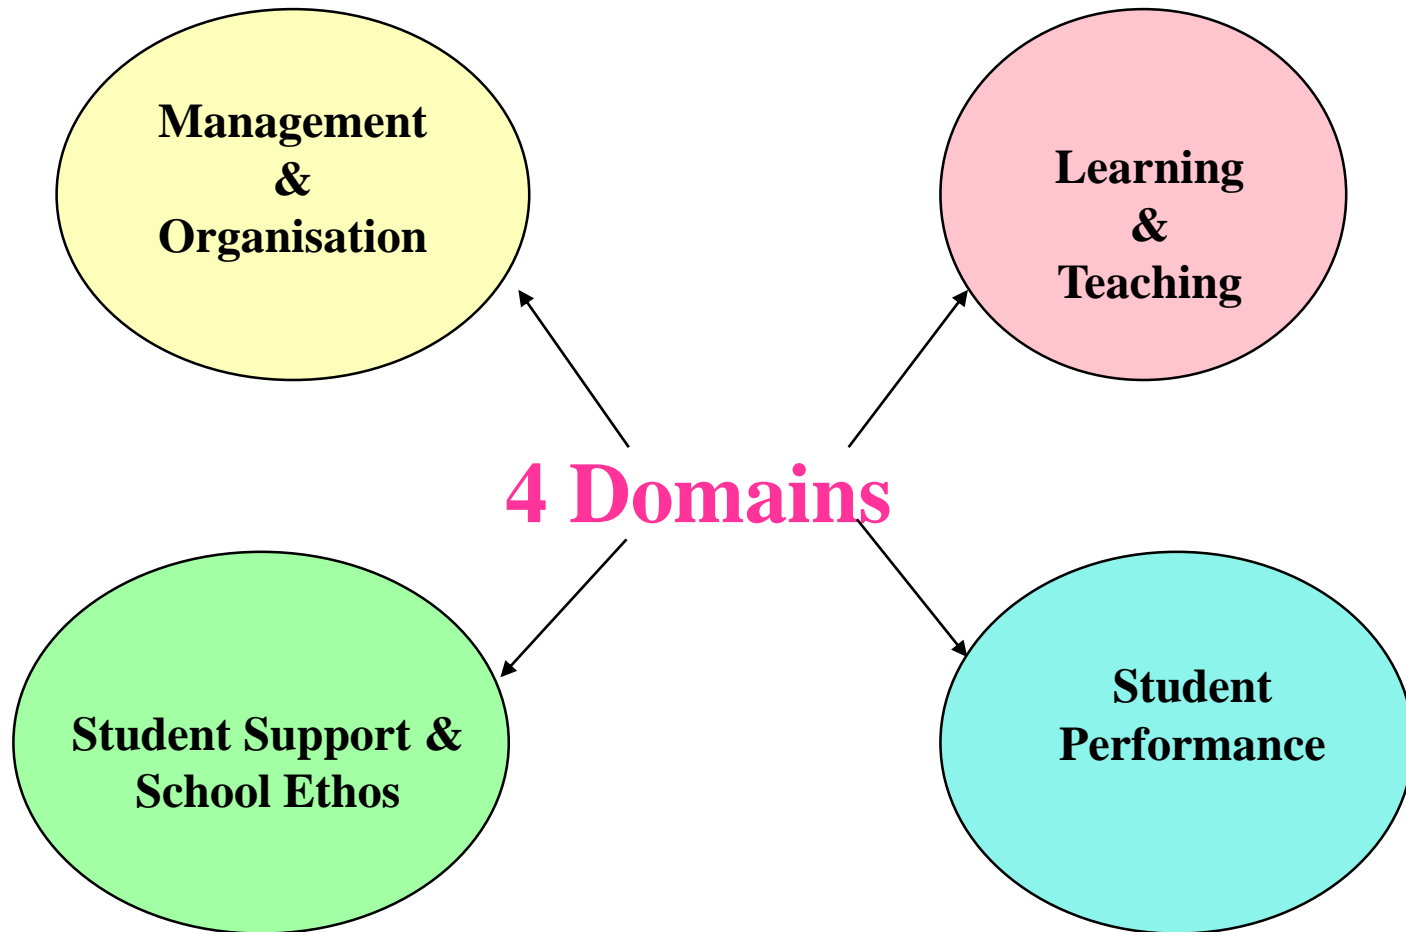 Management
&
Organisation
Learning
&
Teaching
4 Domains
Student Support &
School Ethos
Student
Performance